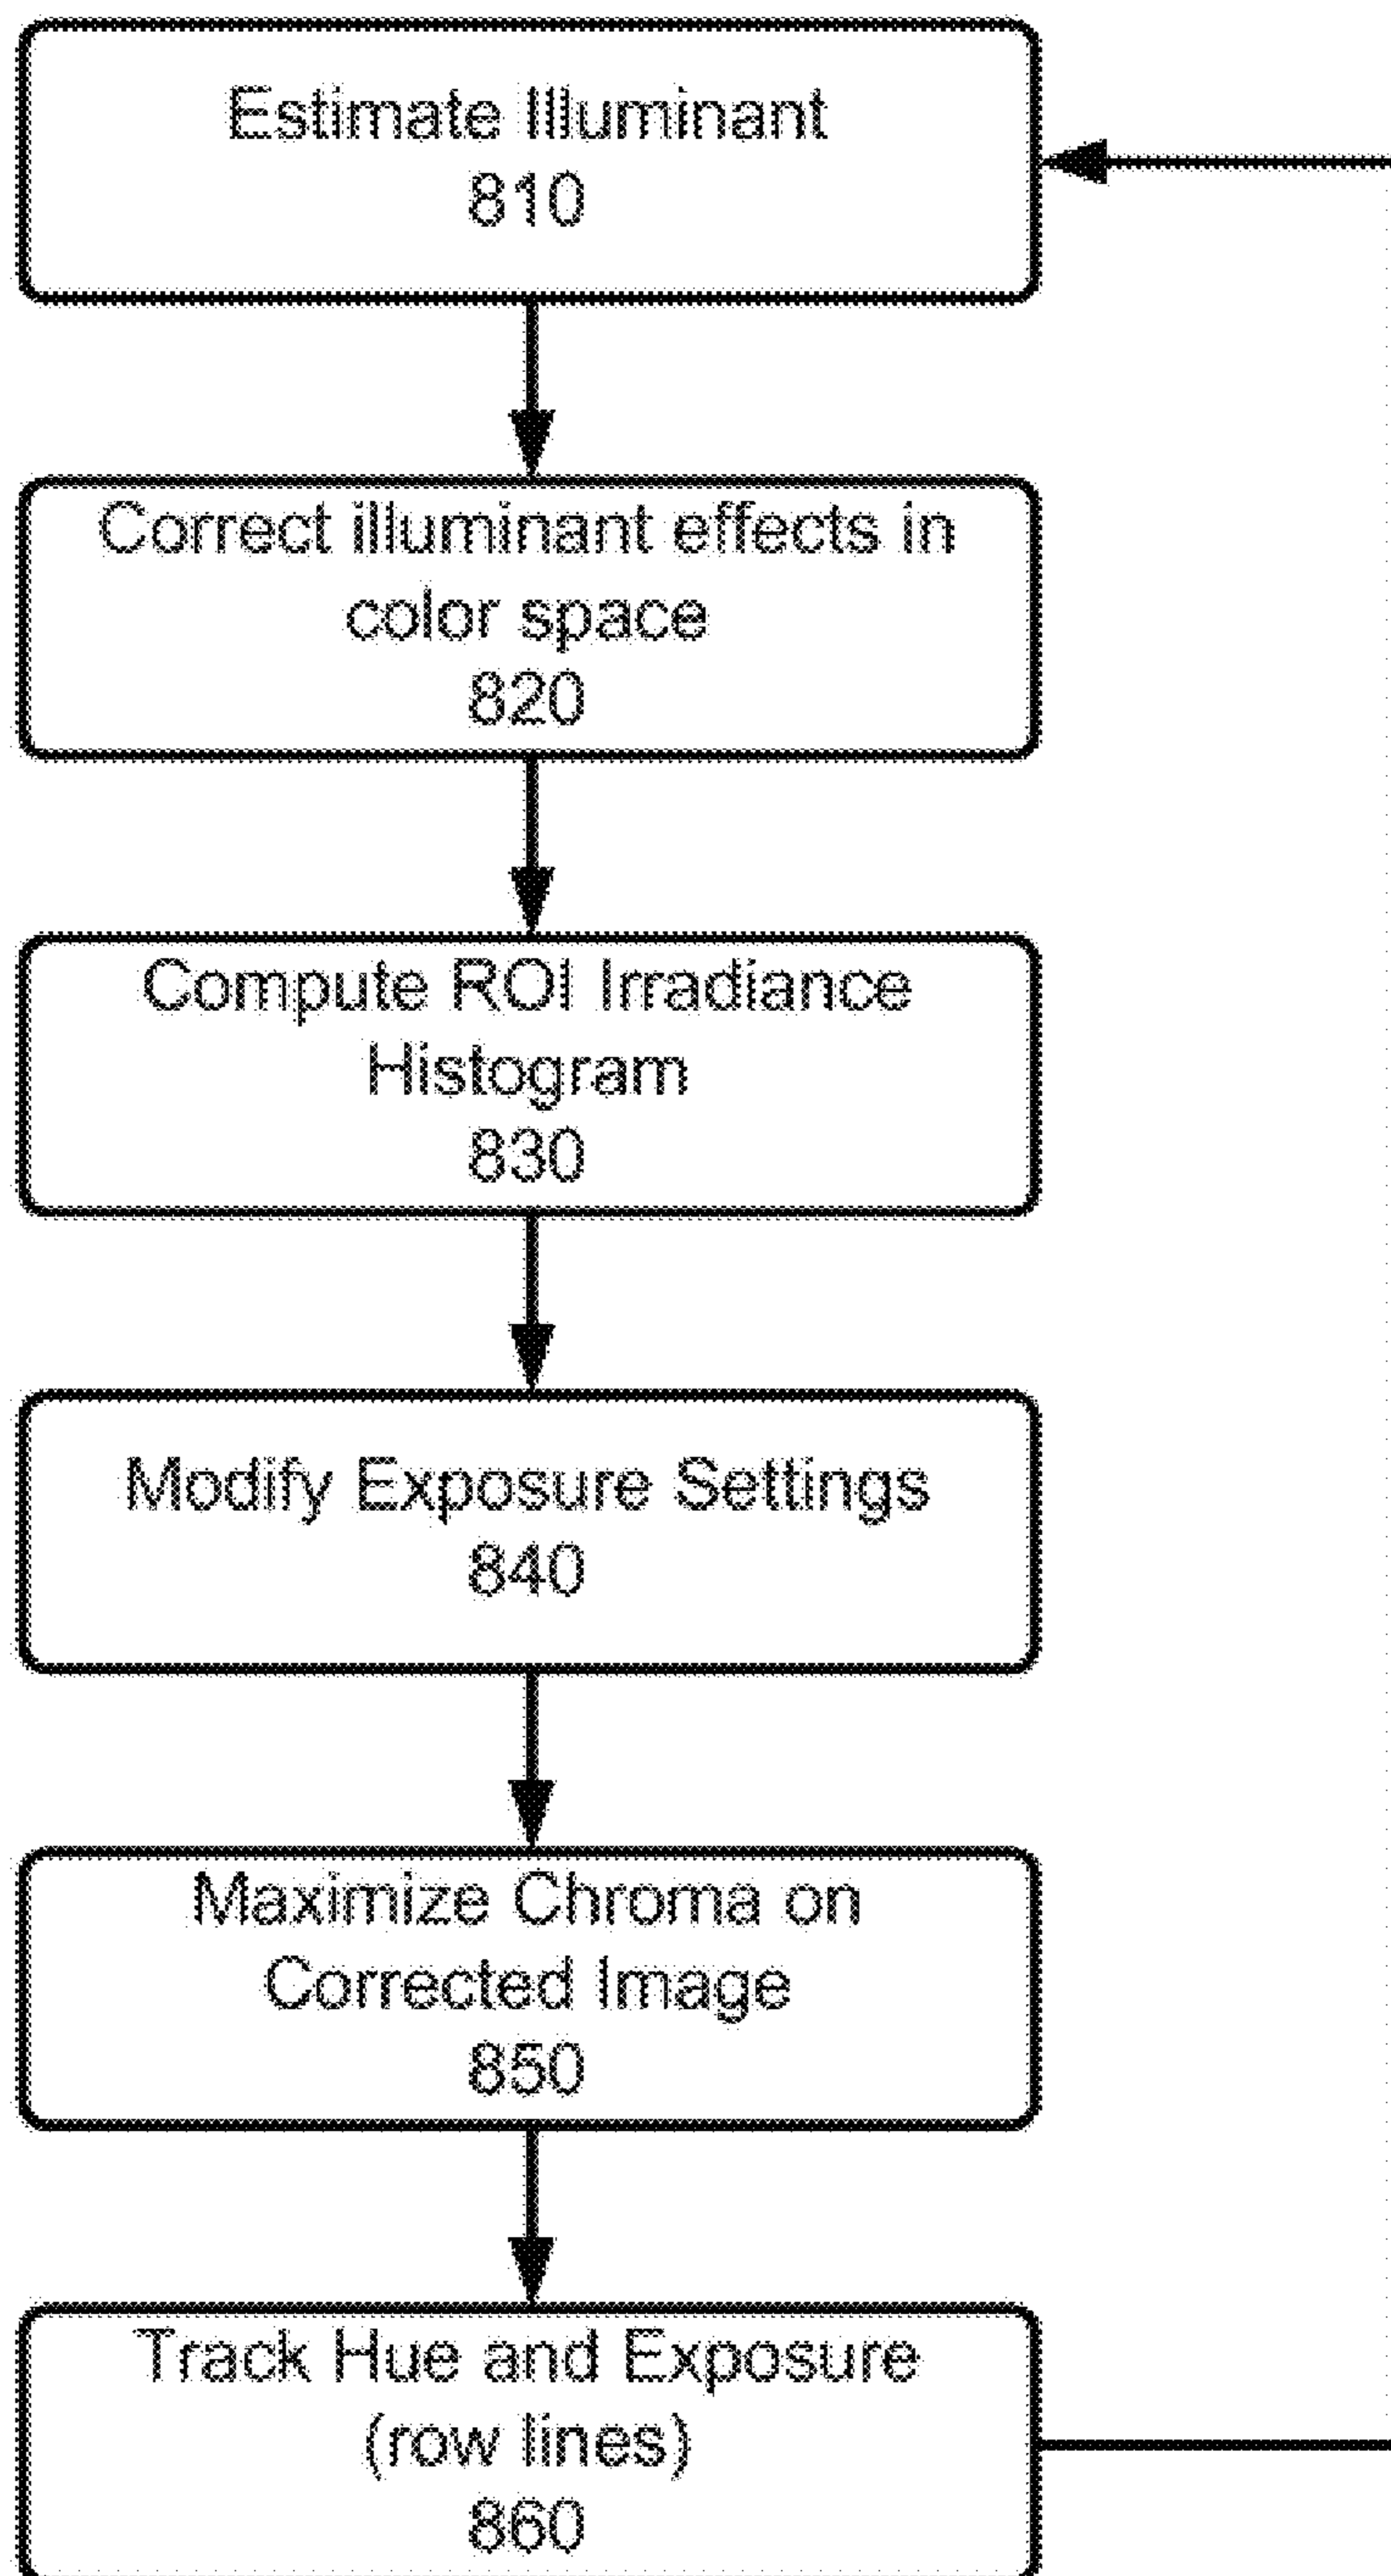 Estimate Illuminant
810
Correct illuminant effects in
color space
820
Compute ROI Irradiance
Histogram
830
Modify Exposure Settings
840
Maximize Chroma on
Corrected Image
850
Track Hue and Exposure
(row lines)
860